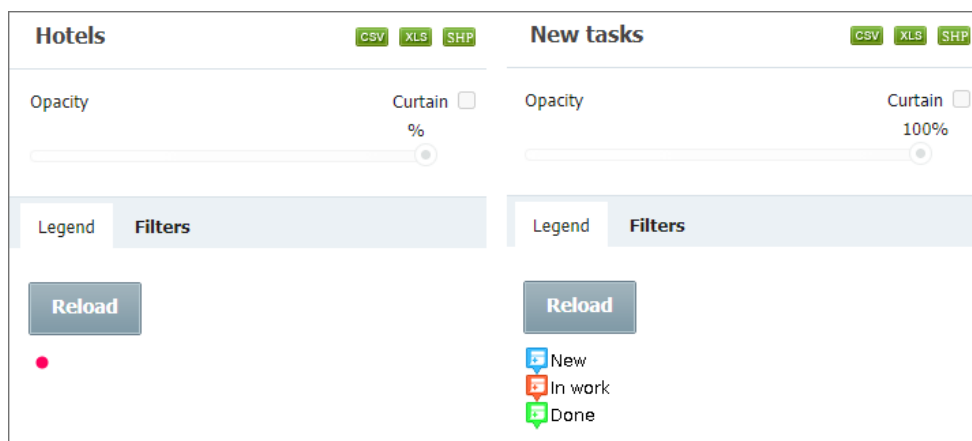 Hotels
CSV XLS SHP
Opacity
Curtain
%
Legend Filters
Reload
New tasks
CSV XLS SHP
Opacity
Curtain
100%
Legend Filters
Reload
New
In work
Done